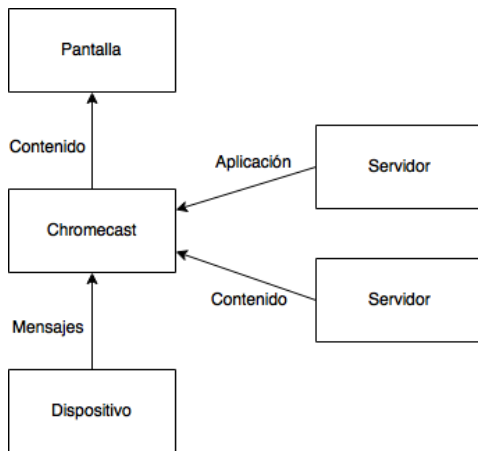 Pantalla
Contenido
Aplicación
Servidor
Chromecast
Contenido
Servidor
Mensajes
Dispositivo